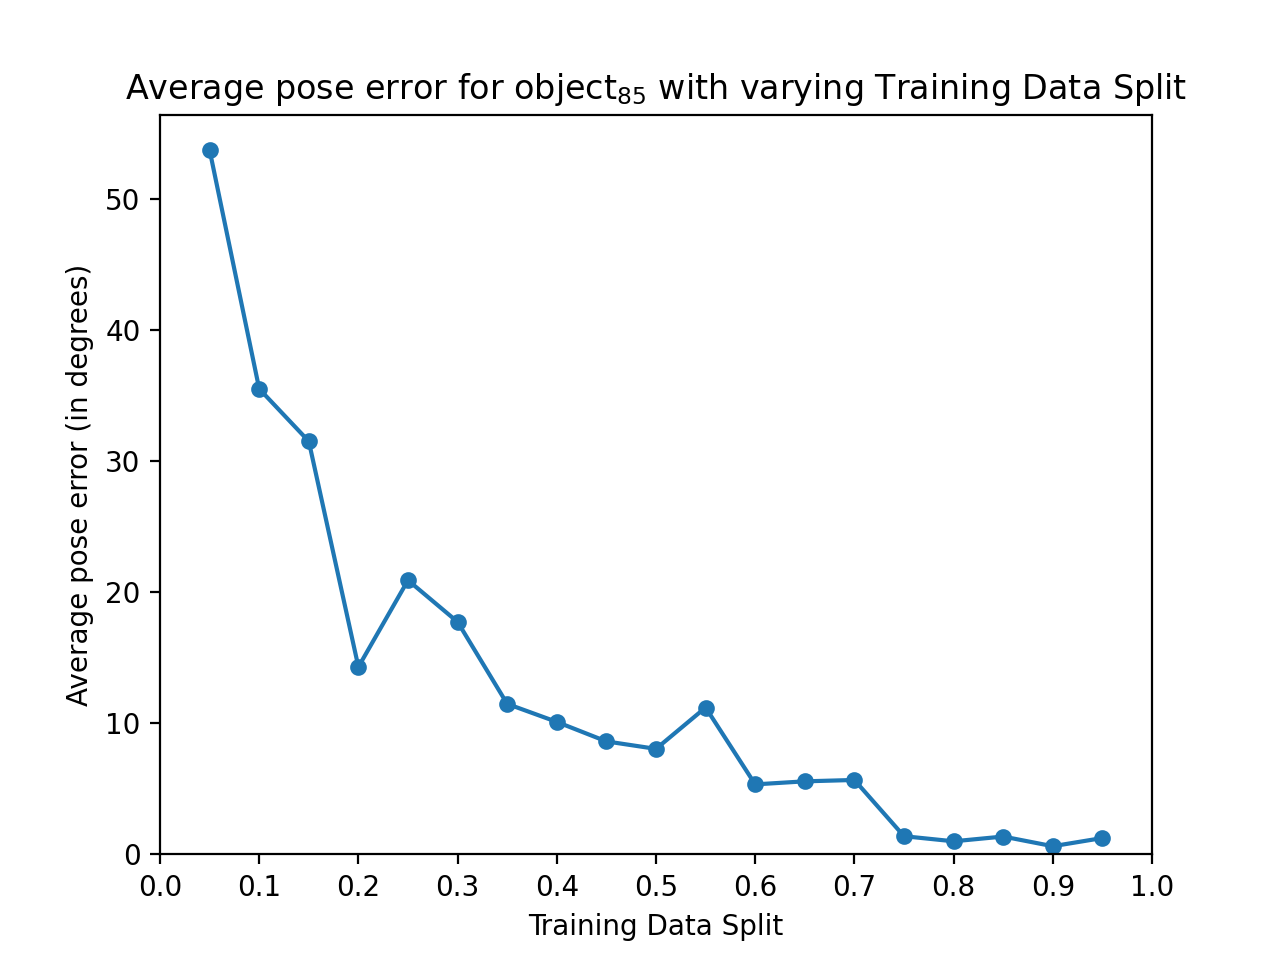 Average pose error for object₈₅ with varying Training Data Split
Average pose error (in degrees)
50
40
30
20
10
0
0.0 0.1 0.2 0.3 0.4 0.5 0.6 0.7 0.8 0.9 1.0
Training Data Split